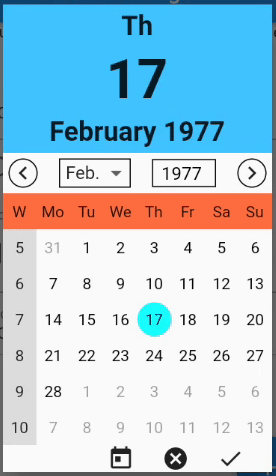 Th
17
February 1977
Feb. 1977
W Mo Tu We Th Fr Sa Su
5 31 1 2 3 4 5 6
6 7 8 9 10 11 12 13
7 14 15 16 17 18 19 20
8 21 22 23 24 25 26 27
9 28 1 2 3 4 5 6
10 7 8 9 10 11 12 13